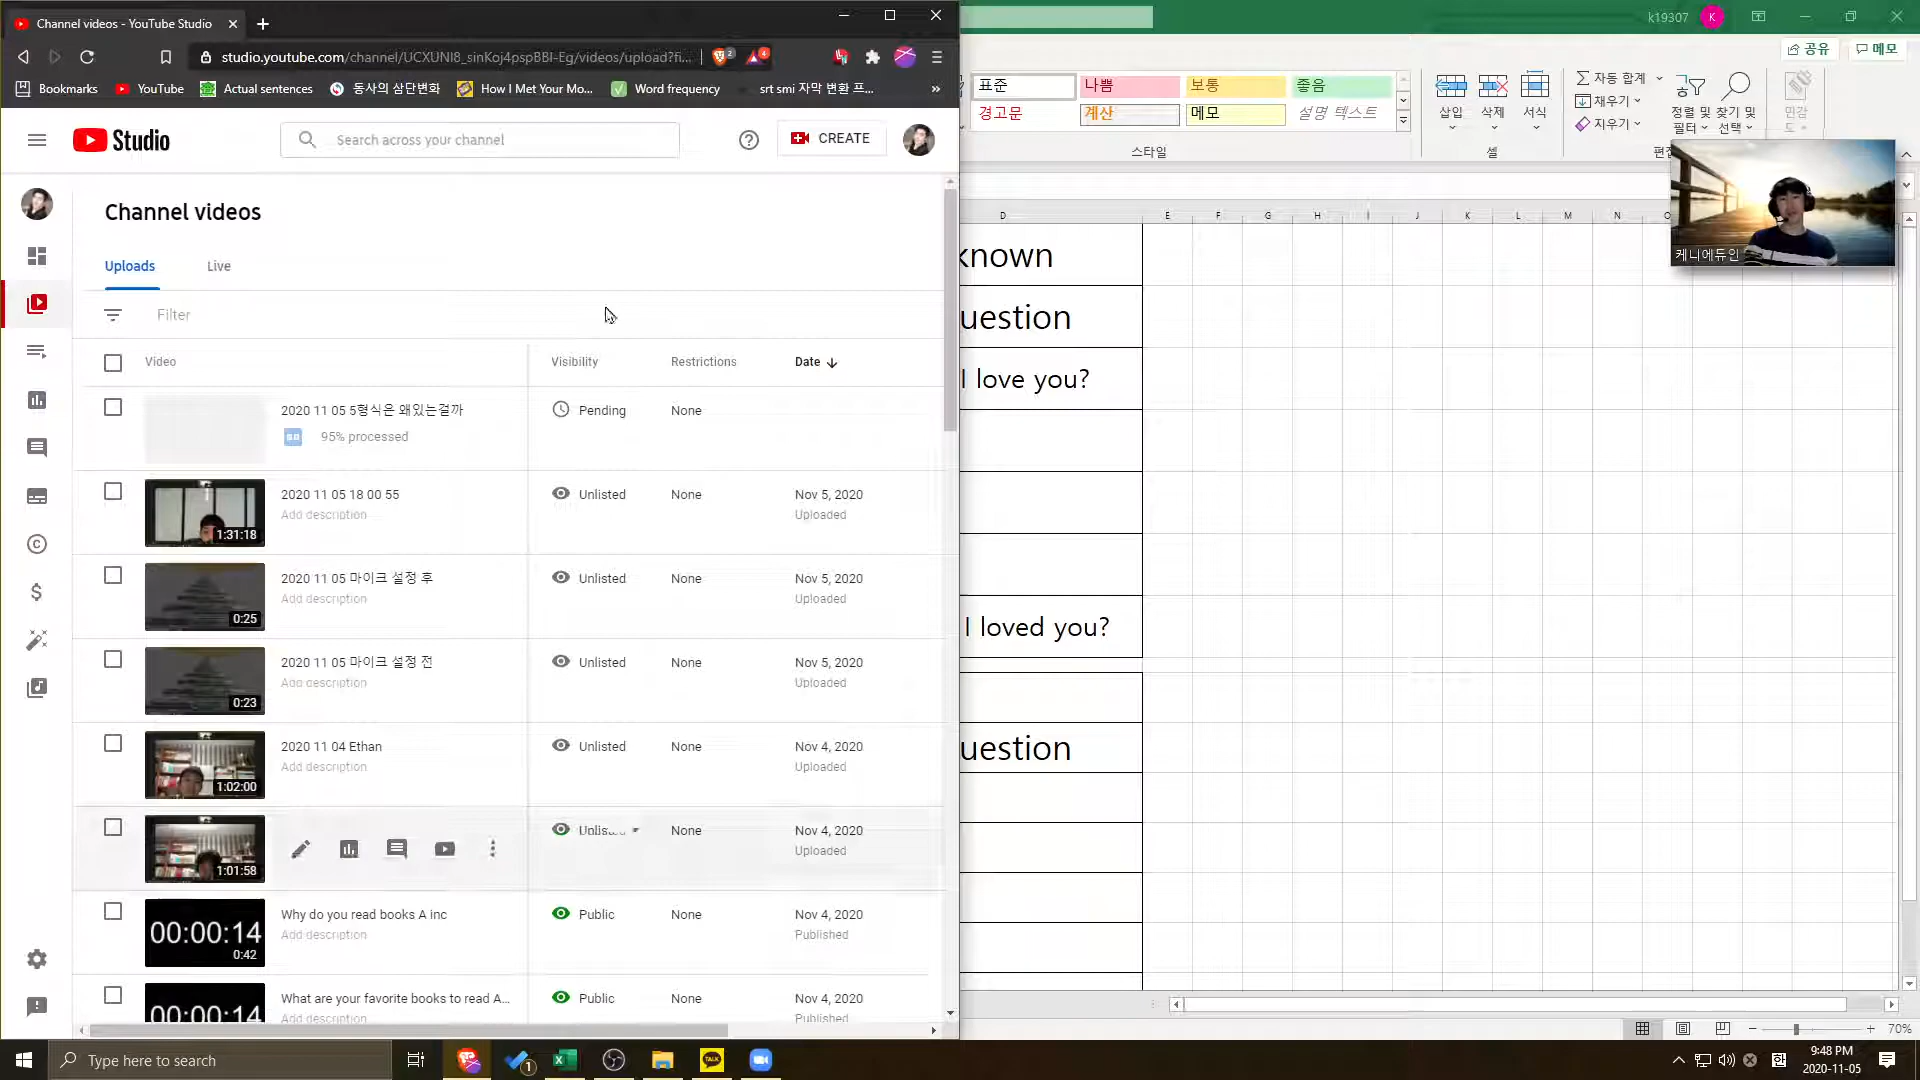 Channel videos - YouTube Studio
studio.youtube.com/channel/UCXUNI8_sinKoj4pspBBI-Eg/videos/upload?fi...
Bookmarks
YouTube
Actual sentences
동사의 삼단변화
How I Met Your Mo...
Word frequency
srt smi 자막 변환 프...
»
Studio
Search across your channel
CREATE
Channel videos
Uploads
Live
Filter
Video
Visibility
Restrictions
Date
2020 11 05 5형식은 왜있는걸까
Pending
None
SD
95% processed
2020 11 05 18 00 55
Unlisted
None
Nov 5, 2020
Add description
Uploaded
1:31:18
2020 11 05 마이크 설정 후
Unlisted
None
Nov 5, 2020
Add description
Uploaded
0:25
2020 11 05 마이크 설정 전
Unlisted
None
Nov 5, 2020
Add description
Uploaded
0:23
2020 11 04 Ethan
Unlisted
None
Nov 4, 2020
Add description
Uploaded
1:02:00
None
Nov 4, 2020
Uploaded
1:01:58
Why do you read books A inc
Public
None
Nov 4, 2020
Add description
Published
00:00:14
0:42
What are your favorite books to read A...
Public
None
Nov 4, 2020
Add description
Published
00:00:14
k19307
K
공유
메모
표준
나쁨
보통
좋음
경고문
계산
메모
설명 텍스트
스타일
삽입
삭제
서식
셀
자동 합계
채우기
지우기
정렬 및
필터
찾기 및
선택
민감
도
편집
케니에듀인
D
E
F
G
H
I
J
K
L
M
N
known
uestion
I love you?
I loved you?
uestion
70%
Type here to search
1
TALK
9:48 PM
2020-11-05